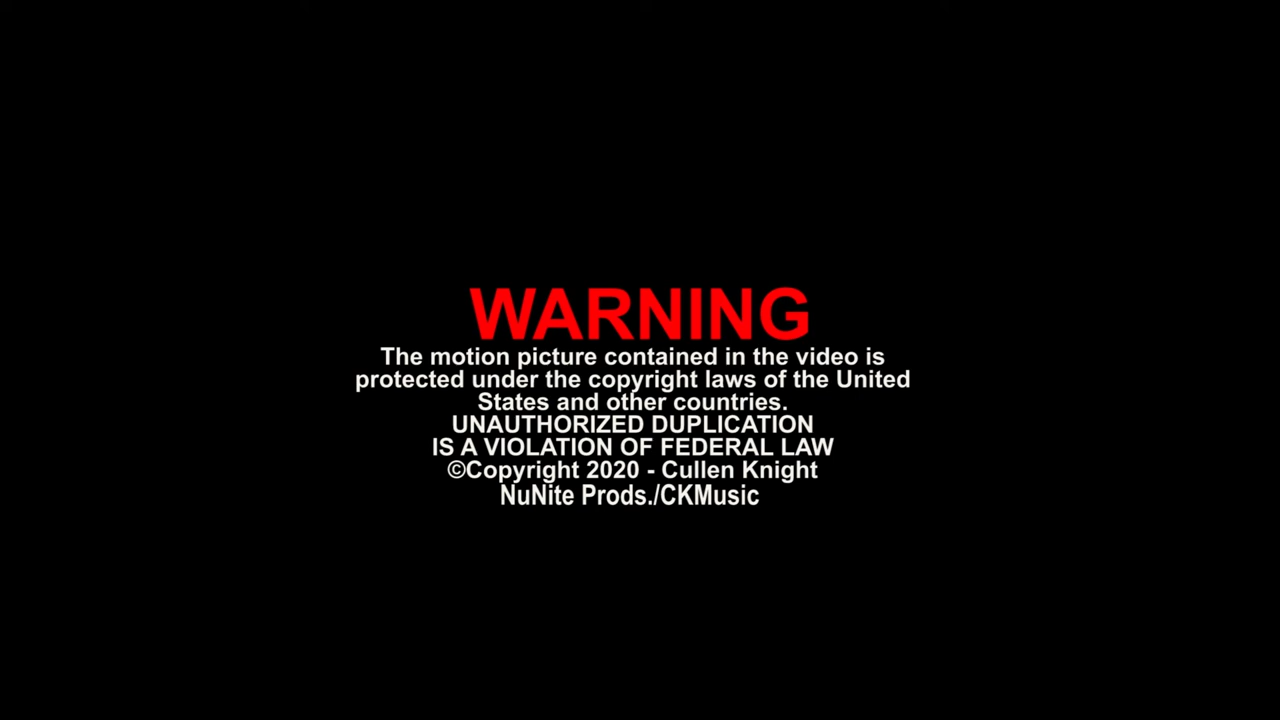 WARNING
The motion picture contained in the video is
protected under the copyright laws of the United
States and other countries.
UNAUTHORIZED DUPLICATION
IS A VIOLATION OF FEDERAL LAW
©Copyright 2020 - Cullen Knight
NuNite Prods./CKMusic